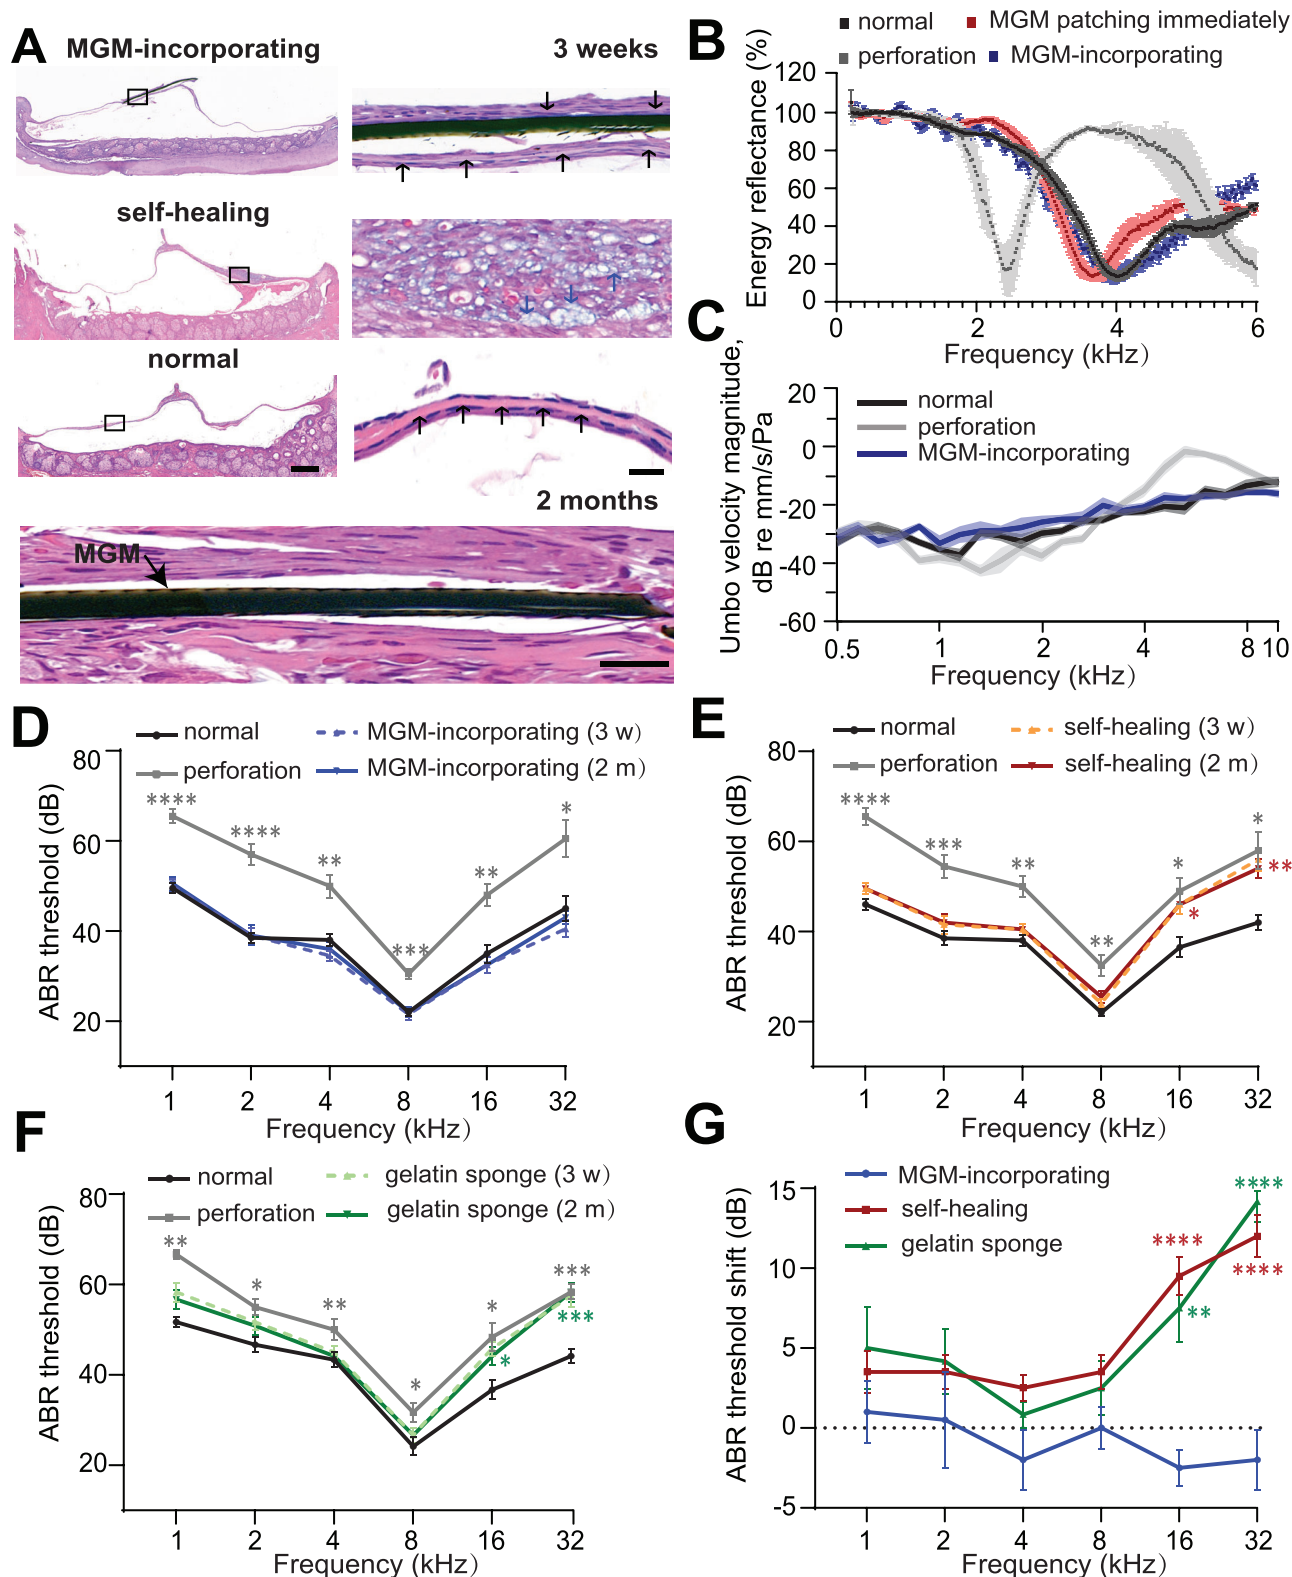 A
MGM-incorporating
3 weeks
self-healing
normal
2 months
MGM
B
normal
MGM patching immediately
perforation
MGM-incorporating
Energy reflectance (%)
120
100
80
60
40
20
0
0
2
4
6
Frequency (kHz)
C
Umbo velocity magnitude,
dB re mm/s/Pa
normal
perforation
MGM-incorporating
20
0
-20
-40
-60
0.5
1
2
4
8
10
Frequency (kHz)
D
normal
MGM-incorporating (3 w)
perforation
MGM-incorporating (2 m)
ABR threshold (dB)
80
60
40
20
****
****
**
***
**
*
1
2
4
8
16
32
Frequency (kHz)
E
normal
self-healing (3 w)
perforation
self-healing (2 m)
ABR threshold (dB)
80
60
40
20
****
***
**
**
*
*
*
**
1
2
4
8
16
32
Frequency (kHz)
F
normal
gelatin sponge (3 w)
perforation
gelatin sponge (2 m)
ABR threshold (dB)
80
60
40
20
**
*
**
*
*
***
*
***
1
2
4
8
16
32
Frequency (kHz)
G
MGM-incorporating
self-healing
gelatin sponge
ABR threshold shift (dB)
15
10
5
0
-5
****
**
****
****
1
2
4
8
16
32
Frequency (kHz)